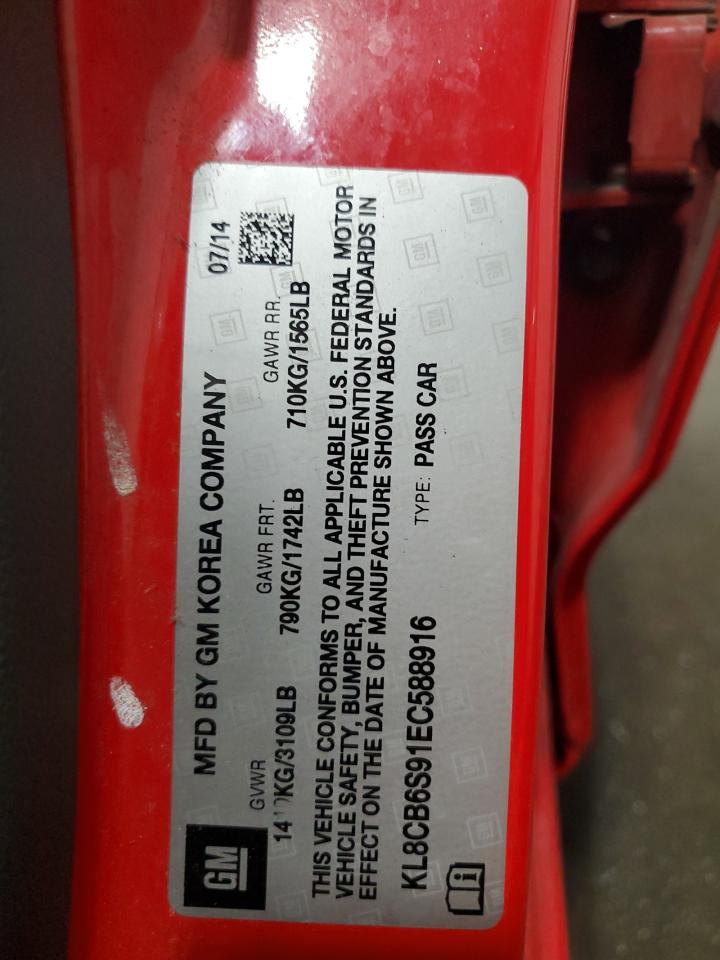 GM
MFD BY GM KOREA COMPANY
07/14
GVWR
GAWR FRT.
GAWR RR.
790KG/1742LB
710KG/1565LB
THIS VEHICLE CONFORMS TO ALL APPLICABLE U.S. FEDERAL MOTOR
VEHICLE SAFETY, BUMPER, AND THEFT PREVENTION STANDARDS IN
EFFECT ON THE DATE OF MANUFACTURE SHOWN ABOVE.
KL8CB6S91EC588916
TYPE: PASS CAR